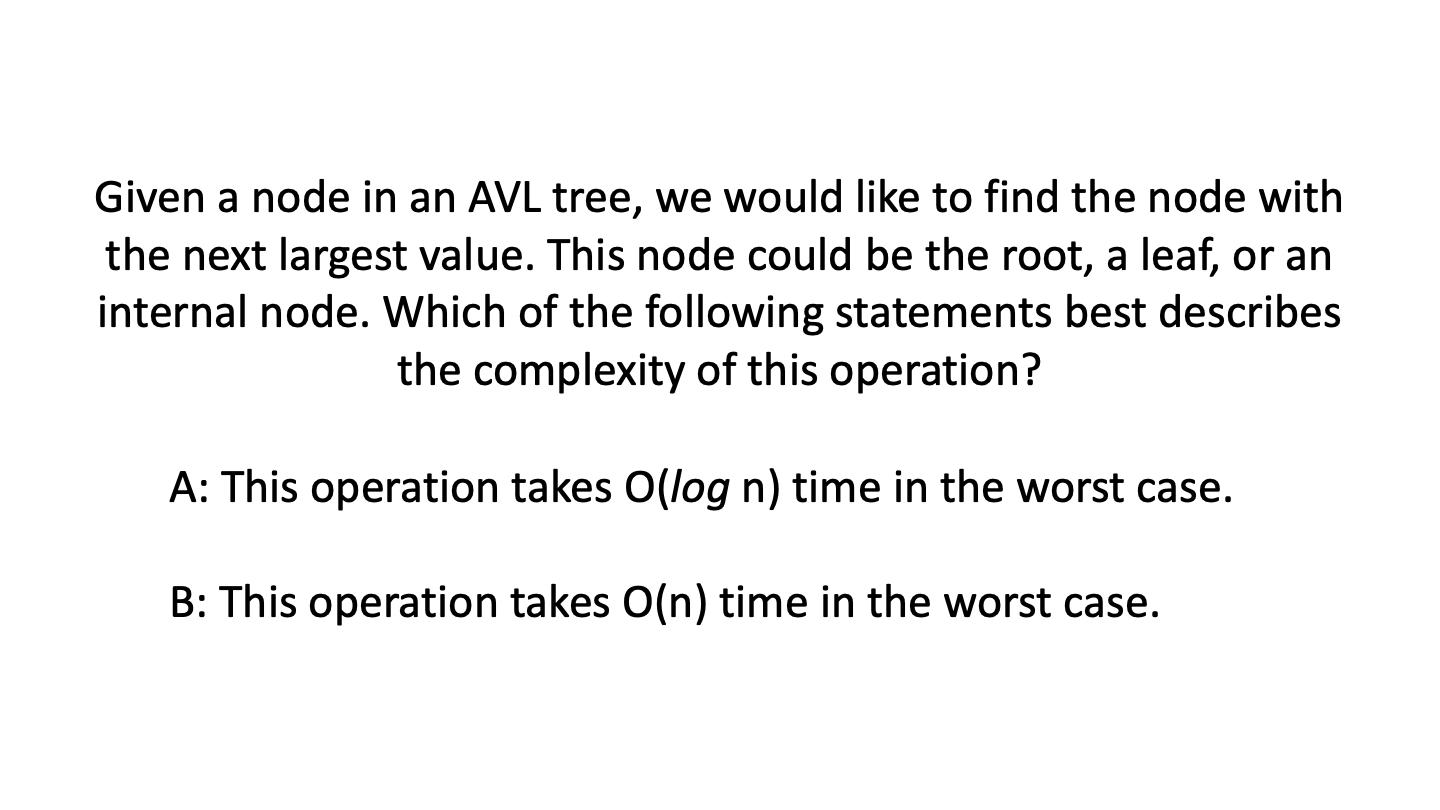 Given a node in an AVL tree, we would like to find the node with
the next largest value. This node could be the root, a leaf, or an
internal node. Which of the following statements best describes
the complexity of this operation?
A: This operation takes O(log n) time in the worst case.
B: This operation takes O(n) time in the worst case.